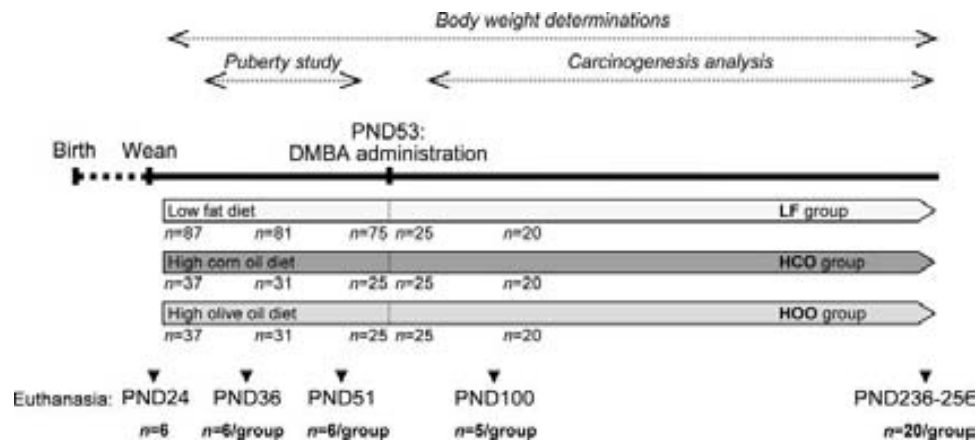 Body weight determinations
Puberty study Carcinogenesis analysis
PND53:
Birth Wean DMBA administration
Low fat diet LF group
n=87 n=81 n=75 n=25 n=20
High corn oil diet HCO group
n=37 n=31 n=25 n=25 n=20
High olive oil diet HOO group
n=37 n=31 n=25 n=25 n=20
Euthanasia: PND24 PND36 PND51 PND100 PND236-256
n=6 n=6/group n=6/group n=5/group n=20/group